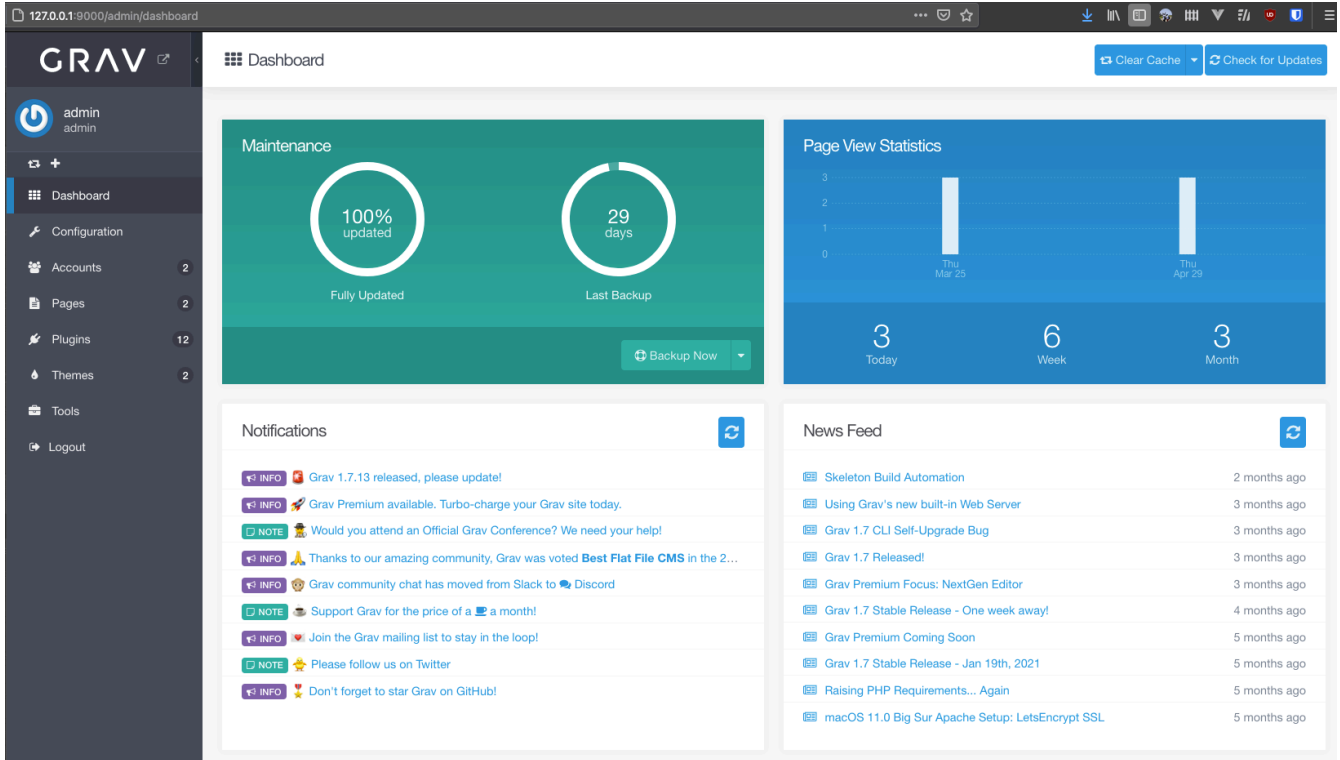 127.0.0.1:9000/admin/dashboard
GRAV
Dashboard
Clear Cache
Check for Updates
admin
admin
Dashboard
Configuration
Accounts 2
Pages 2
Plugins 12
Themes 2
Tools
Logout
Maintenance
100%
updated
Fully Updated
29
days
Last Backup
Backup Now
Page View Statistics
3
2
1
0
Thu
Mar 25
Thu
Apr 29
3
Today
6
Week
3
Month
Notifications
INFO Grav 1.7.13 released, please update!
INFO Grav Premium available. Turbo-charge your Grav site today.
NOTE Would you attend an Official Grav Conference? We need your help!
INFO Thanks to our amazing community, Grav was voted Best Flat File CMS in the 2...
INFO Grav community chat has moved from Slack to Discord
NOTE Support Grav for the price of a a month!
INFO Join the Grav mailing list to stay in the loop!
NOTE Please follow us on Twitter
INFO Don't forget to star Grav on GitHub!
News Feed
Skeleton Build Automation 2 months ago
Using Grav's new built-in Web Server 3 months ago
Grav 1.7 CLI Self-Upgrade Bug 3 months ago
Grav 1.7 Released! 3 months ago
Grav Premium Focus: NextGen Editor 3 months ago
Grav 1.7 Stable Release - One week away! 4 months ago
Grav Premium Coming Soon 5 months ago
Grav 1.7 Stable Release - Jan 19th, 2021 5 months ago
Raising PHP Requirements... Again 5 months ago
macOS 11.0 Big Sur Apache Setup: LetsEncrypt SSL 5 months ago